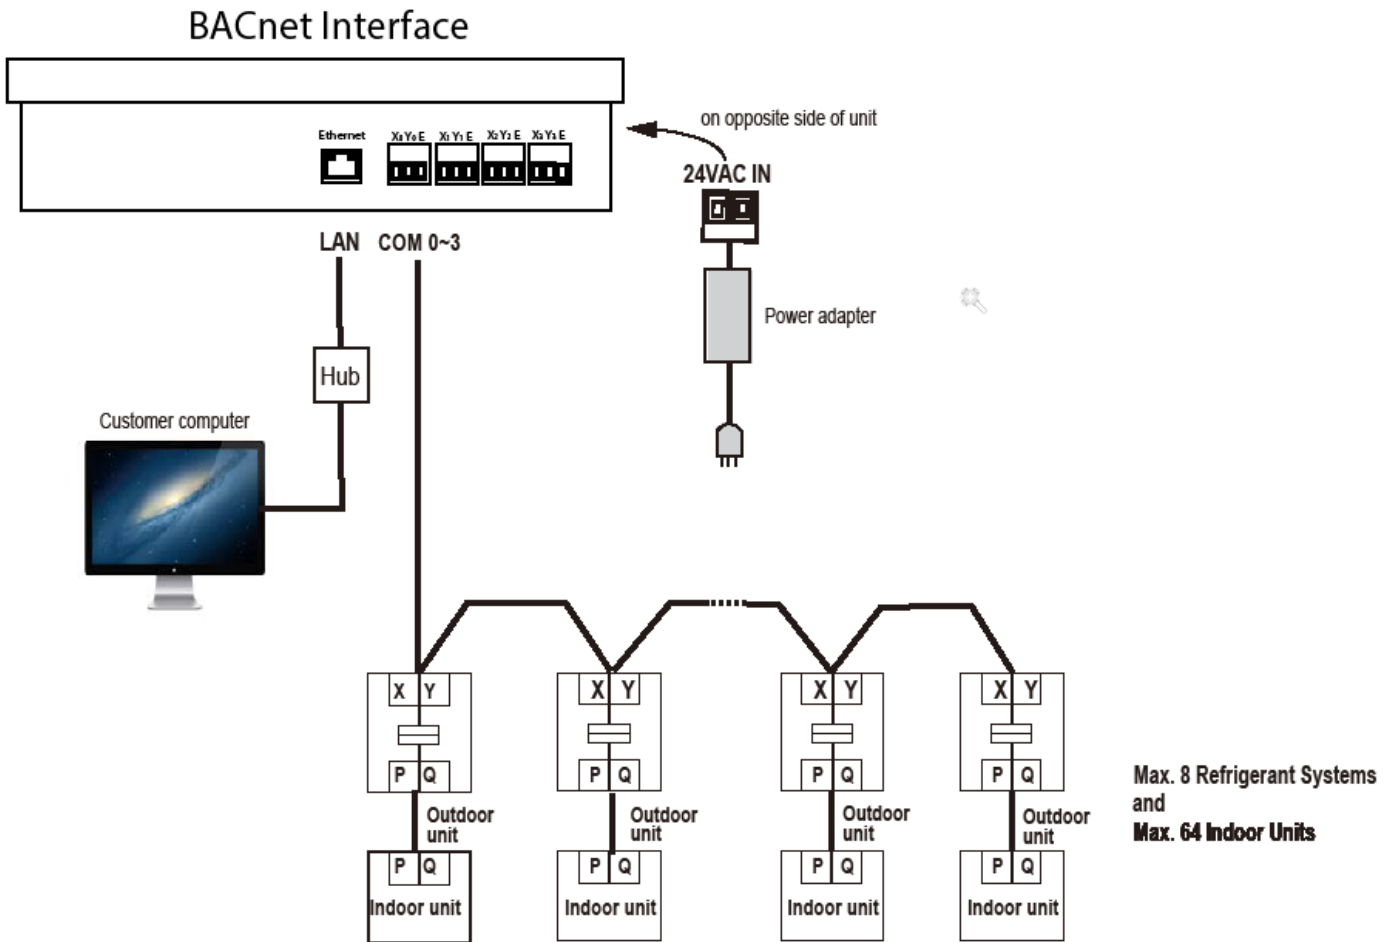 BACnet Interface
on opposite side of unit
Ethernet
X₀ Y₀ E
X₁ Y₁ E
X₂ Y₂ E
X₃ Y₃ E
24VAC IN
LAN
COM 0~3
Power adapter
Hub
Customer computer
X Y
X Y
X Y
X Y
P Q
P Q
P Q
P Q
Max. 8 Refrigerant Systems
and
Max. 64 Indoor Units
Outdoor
unit
Outdoor
unit
Outdoor
unit
Outdoor
unit
P Q
P Q
P Q
P Q
Indoor unit
Indoor unit
Indoor unit
Indoor unit